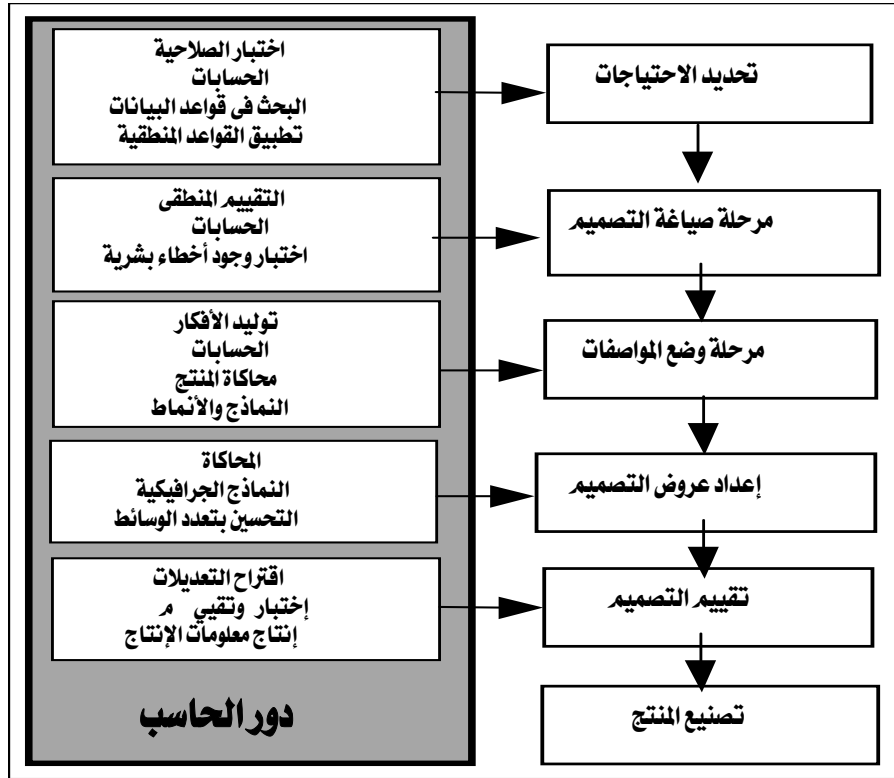 تحديد الاحتياجات
اختبار الصلاحية
الحسابات
البحث فى قواعد البيانات
تطبيق القواعد المنطقية
مرحلة صياغة التصميم
التقييم المنطقى
الحسابات
اختبار وجود أخطاء بشرية
مرحلة وضع المواصفات
توليد الأفكار
الحسابات
محاكاة المنتج
النماذج والأنماط
إعداد عروض التصميم
المحاكاة
النماذج الجرافيكية
التحسين بتعدد الوسائط
تقييم التصميم
اقتراح التعديلات
إختبار وتقيي م
إنتاج معلومات الإنتاج
تصنيع المنتج
دور الحاسب